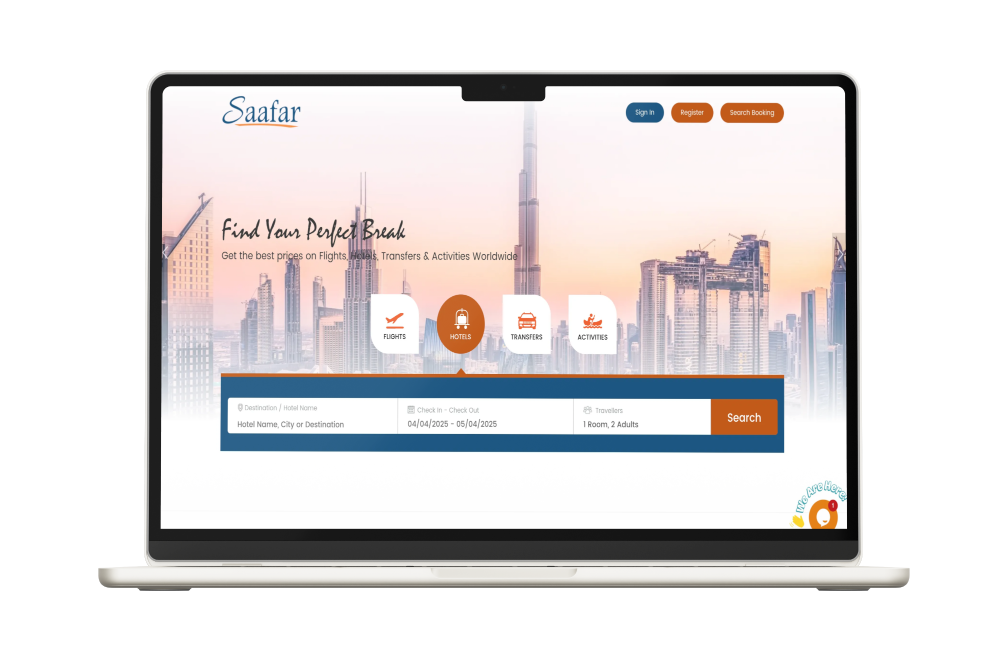 Saafar
Sign In
Register
Search Booking
Find Your Perfect Break
Get the best prices on Flights, Hotels, Transfers & Activities Worldwide
FLIGHTS
HOTELS
TRANSFERS
ACTIVITIES
Destination / Hotel Name
Hotel Name, City or Destination
Check In - Check Out
04/04/2025 - 05/04/2025
Travellers
1 Room, 2 Adults
Search
We Are Here!
1